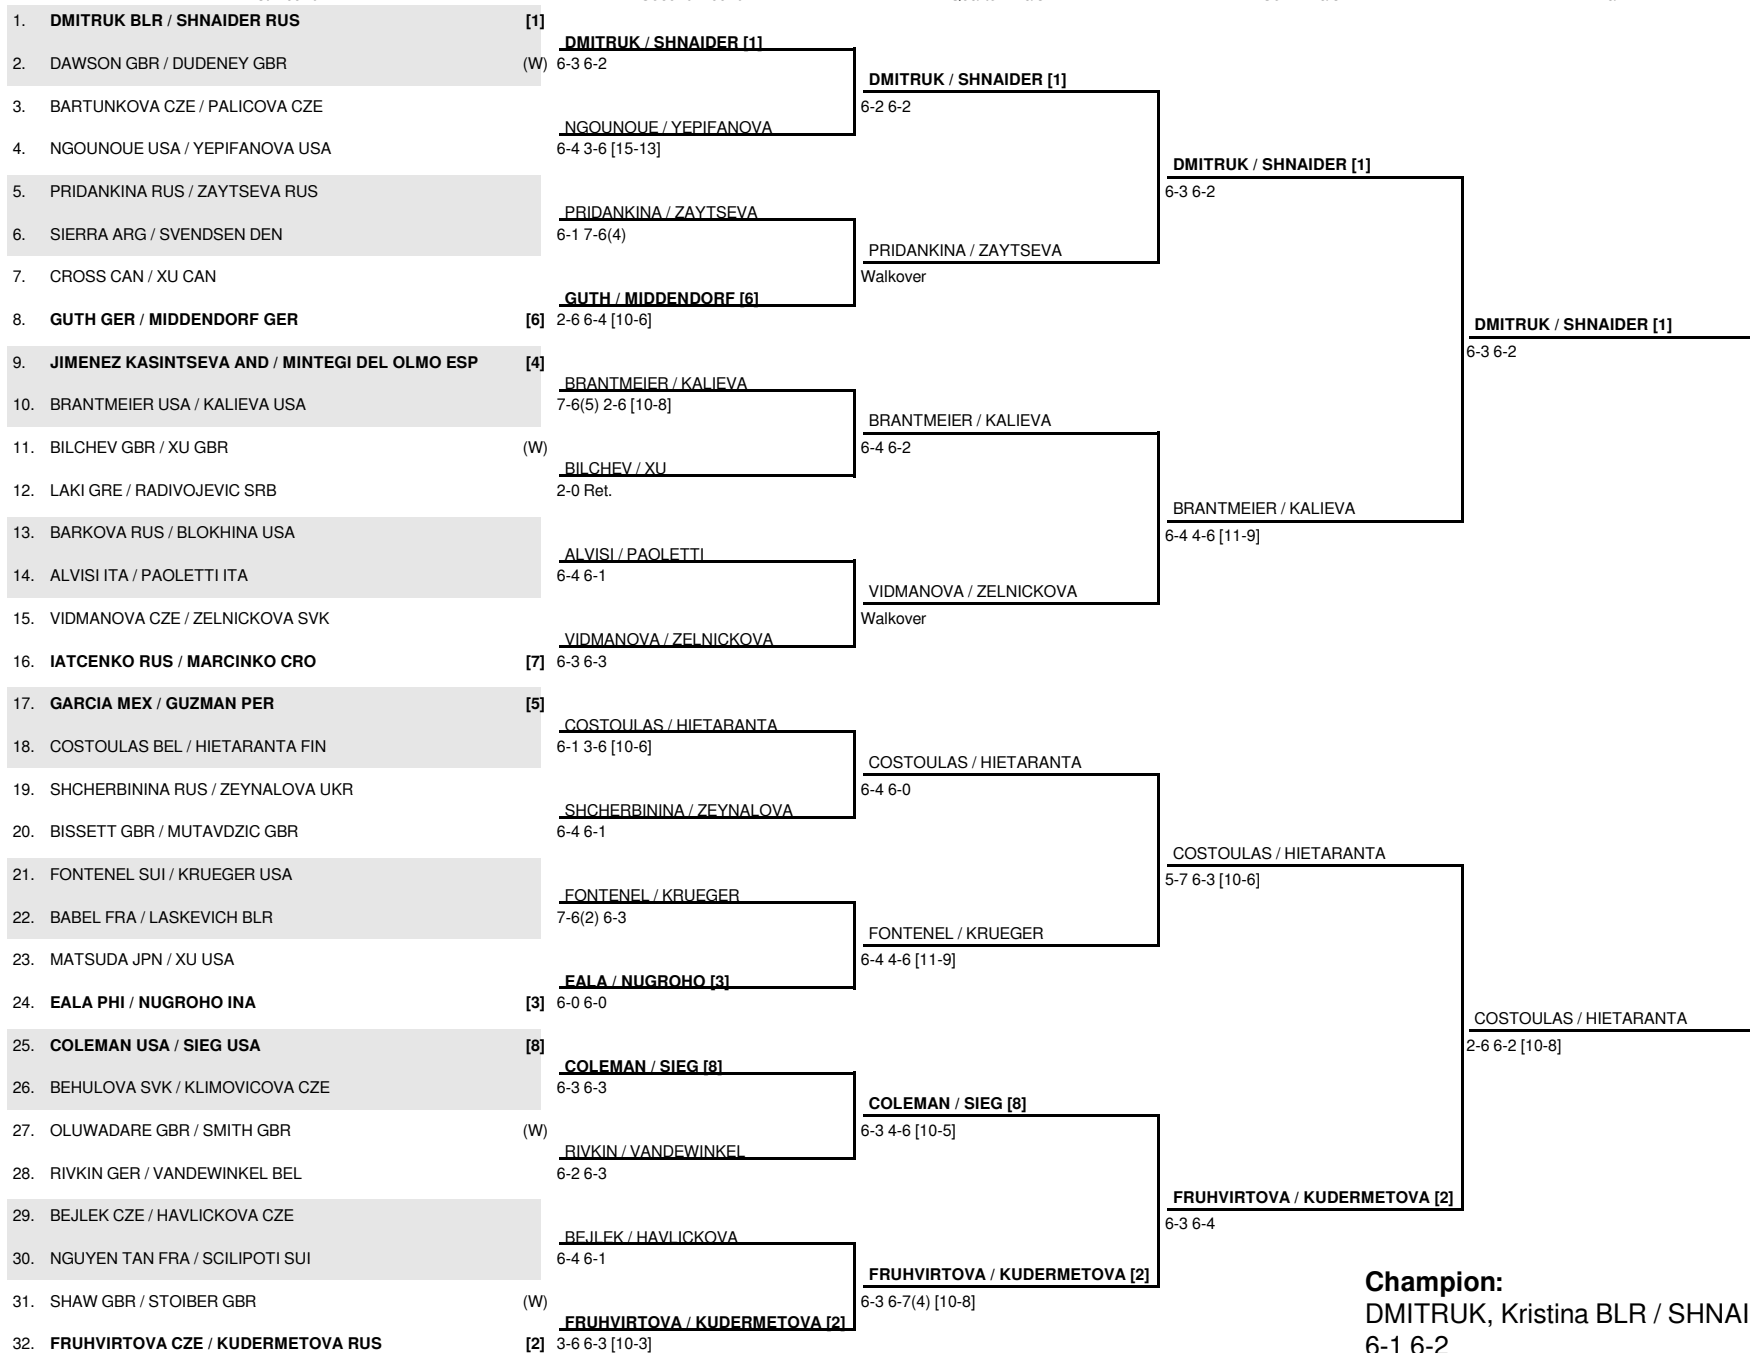 1. DMITRUK BLR / SHNAIDER RUS [1]
2. DAWSON GBR / DUDENEY GBR (W)
3. BARTUNKOVA CZE / PALICOVA CZE
4. NGOUNOUE USA / YEPIFANOVA USA
5. PRIDANKINA RUS / ZAYTSEVA RUS
6. SIERRA ARG / SVENDSEN DEN
7. CROSS CAN / XU CAN
8. GUTH GER / MIDDENDORF GER [6]
9. JIMENEZ KASINTSEVA AND / MINTEGI DEL OLMO ESP [4]
10. BRANTMEIER USA / KALIEVA USA
11. BILCHEV GBR / XU GBR (W)
12. LAKI GRE / RADIVOJEVIC SRB
13. BARKOVA RUS / BLOKHINA USA
14. ALVISI ITA / PAOLETTI ITA
15. VIDMANOVA CZE / ZELNICKOVA SVK
16. IATCENKO RUS / MARCINKO CRO [7]
17. GARCIA MEX / GUZMAN PER [5]
18. COSTOULAS BEL / HIETARANTA FIN
19. SHCHERBININA RUS / ZEYNALOVA UKR
20. BISSETT GBR / MUTAVDZIC GBR
21. FONTENEL SUI / KRUEGER USA
22. BABEL FRA / LASKEVICH BLR
23. MATSUDA JPN / XU USA
24. EALA PHI / NUGROHO INA [3]
25. COLEMAN USA / SIEG USA [8]
26. BEHULOVA SVK / KLIMOVICOVA CZE
27. OLUWADARE GBR / SMITH GBR (W)
28. RIVKIN GER / VANDEWINKEL BEL
29. BEJLEK CZE / HAVLICKOVA CZE
30. NGUYEN TAN FRA / SCILIPOTI SUI
31. SHAW GBR / STOIBER GBR (W)
32. FRUHVIRTOVA CZE / KUDERMETOVA RUS [2]
DMITRUK / SHNAIDER [1]
6-3 6-2
NGOUNOUE / YEPIFANOVA
6-4 3-6 [15-13]
PRIDANKINA / ZAYTSEVA
6-1 7-6(4)
GUTH / MIDDENDORF [6]
2-6 6-4 [10-6]
BRANTMEIER / KALIEVA
7-6(5) 2-6 [10-8]
BILCHEV / XU
2-0 Ret.
ALVISI / PAOLETTI
6-4 6-1
VIDMANOVA / ZELNICKOVA
6-3 6-3
COSTOULAS / HIETARANTA
6-1 3-6 [10-6]
SHCHERBININA / ZEYNALOVA
6-4 6-1
FONTENEL / KRUEGER
7-6(2) 6-3
EALA / NUGROHO [3]
6-0 6-0
COLEMAN / SIEG [8]
6-3 6-3
RIVKIN / VANDEWINKEL
6-2 6-3
BEJLEK / HAVLICKOVA
6-4 6-1
FRUHVIRTOVA / KUDERMETOVA [2]
3-6 6-3 [10-3]
DMITRUK / SHNAIDER [1]
6-2 6-2
PRIDANKINA / ZAYTSEVA
Walkover
BRANTMEIER / KALIEVA
6-4 6-2
VIDMANOVA / ZELNICKOVA
Walkover
COSTOULAS / HIETARANTA
6-4 6-0
FONTENEL / KRUEGER
6-4 4-6 [11-9]
COLEMAN / SIEG [8]
6-3 4-6 [10-5]
FRUHVIRTOVA / KUDERMETOVA [2]
6-3 6-7(4) [10-8]
DMITRUK / SHNAIDER [1]
6-3 6-2
BRANTMEIER / KALIEVA
6-4 4-6 [11-9]
COSTOULAS / HIETARANTA
5-7 6-3 [10-6]
FRUHVIRTOVA / KUDERMETOVA [2]
6-3 6-4
DMITRUK / SHNAIDER [1]
6-3 6-2
COSTOULAS / HIETARANTA
2-6 6-2 [10-8]
Champion:
DMITRUK, Kristina BLR / SHNAI
6-1 6-2